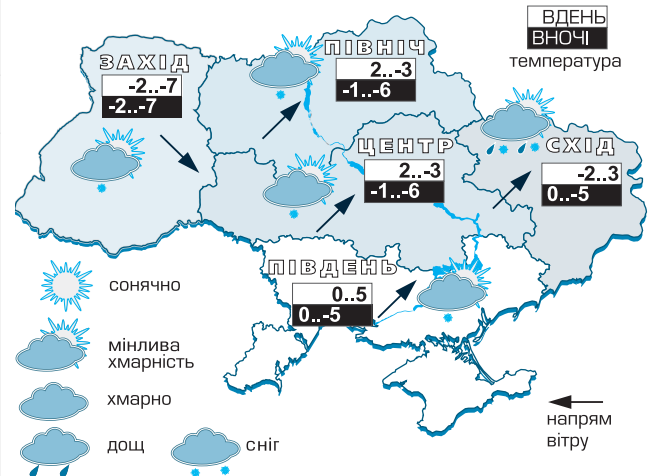 ВДЕНЬ
ВНОЧІ
температура
ПІВНІЧ
2..-3
-1..-6
ЗАХІД
-2..-7
-2..-7
ЦЕНТР
2..-3
-1..-6
СХІД
-2..3
0..-5
ПІВДЕНЬ
0..5
0..-5
сонячно
мінлива
хмарність
хмарно
дощ
сніг
напрям
вітру